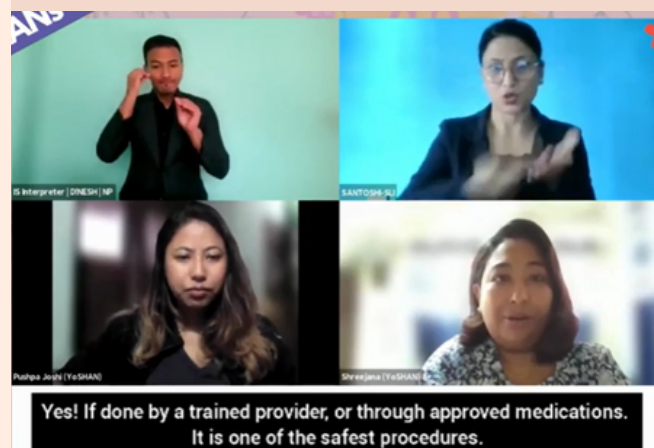 ANS
IS Interpreter | DINESH | NP
SANTOSHI-SLI
Pushpa Joshi (YoSHAN)
Shreejana (YoSHAN)
Yes! If done by a trained provider, or through approved medications.
It is one of the safest procedures.